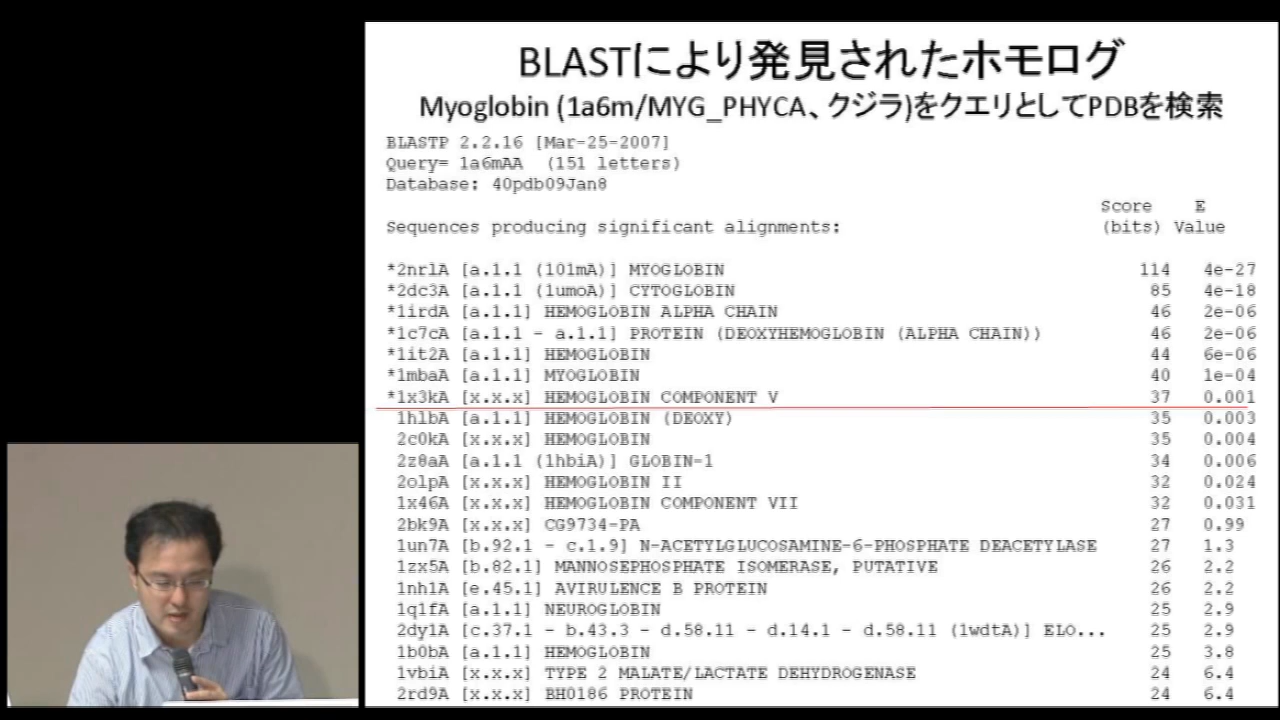 BLASTにより発見されたホモログ
Myoglobin (1a6m/MYG_PHYCA、クジラ)をクエリとしてPDBを検索
BLASTP 2.2.16 [Mar-25-2007]
Query= 1a6mAA (151 letters)
Database: 40pdb09Jan8
Score E
Sequences producing significant alignments: (bits) Value
*2nrlA [a.1.1 (101mA)] MYOGLOBIN 114 4e-27
*2dc3A [a.1.1 (1umoA)] CYTOGLOBIN 85 4e-18
*1irdA [a.1.1] HEMOGLOBIN ALPHA CHAIN 46 2e-06
*1c7cA [a.1.1 - a.1.1] PROTEIN (DEOXYHEMOGLOBIN (ALPHA CHAIN)) 46 2e-06
*1it2A [a.1.1] HEMOGLOBIN 44 6e-06
*1mbaA [a.1.1] MYOGLOBIN 40 1e-04
*1x3kA [x.x.x] HEMOGLOBIN COMPONENT V 37 0.001
1hlbA [a.1.1] HEMOGLOBIN (DEOXY) 35 0.003
2c0kA [x.x.x] HEMOGLOBIN 35 0.004
2z8aA [a.1.1 (1hbiA)] GLOBIN-1 34 0.006
2olpA [x.x.x] HEMOGLOBIN II 32 0.024
1x46A [x.x.x] HEMOGLOBIN COMPONENT VII 32 0.031
2bk9A [x.x.x] CG9734-PA 27 0.99
1un7A [b.92.1 - c.1.9] N-ACETYLGLUCOSAMINE-6-PHOSPHATE DEACETYLASE 27 1.3
1zx5A [b.82.1] MANNOSEPHOSPHATE ISOMERASE, PUTATIVE 26 2.2
1nh1A [e.45.1] AVIRULENCE B PROTEIN 26 2.2
1q1fA [a.1.1] NEUROGLOBIN 25 2.9
2dy1A [c.37.1 - b.43.3 - d.58.11 - d.14.1 - d.58.11 (1wdtA)] ELO... 25 2.9
1b0bA [a.1.1] HEMOGLOBIN 25 3.8
1vbiA [x.x.x] TYPE 2 MALATE/LACTATE DEHYDROGENASE 24 6.4
2rd9A [x.x.x] BH0186 PROTEIN 24 6.4